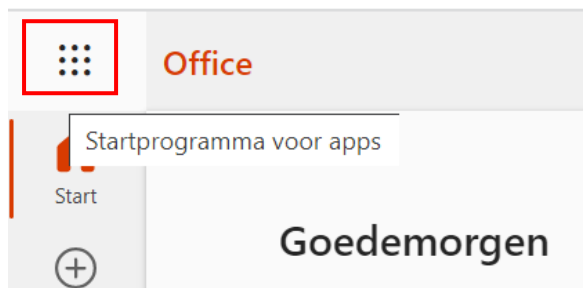 Office
Startprogramma voor apps
Start
Goedemorgen